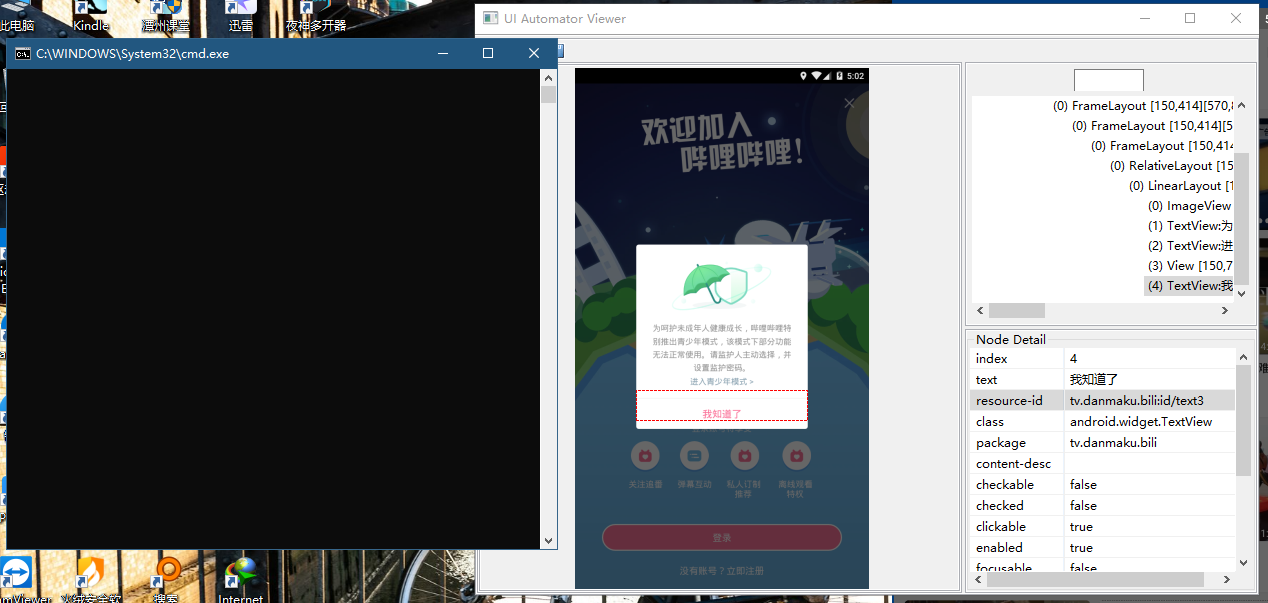 此电脑
Kindle
潭州课堂
迅雷
夜神多开器
UI Automator Viewer
C:\WINDOWS\System32\cmd.exe
5:02
欢迎加入
哔哩哔哩!
为呵护未成年人健康成长，哔哩哔哩特
别推出青少年模式，该模式下部分功能
无法正常使用。请监护人主动选择，并
设置监护密码。
进入青少年模式 >
我知道了
关注追番
弹幕互动
私人订制
推荐
离线观看
特权
登录
没有账号？立即注册
(0) FrameLayout [150,414][570,
(0) FrameLayout [150,414][5
(0) FrameLayout [150,414
(0) RelativeLayout [15
(0) LinearLayout [1
(0) ImageView
(1) TextView:为
(2) TextView:进
(3) View [150,7
(4) TextView:我
Node Detail
index 4
text 我知道了
resource-id tv.danmaku.bili:id/text3
class android.widget.TextView
package tv.danmaku.bili
content-desc
checkable false
checked false
clickable true
enabled true
focusable false
amViewer
火绒安全软
搜索
Internet